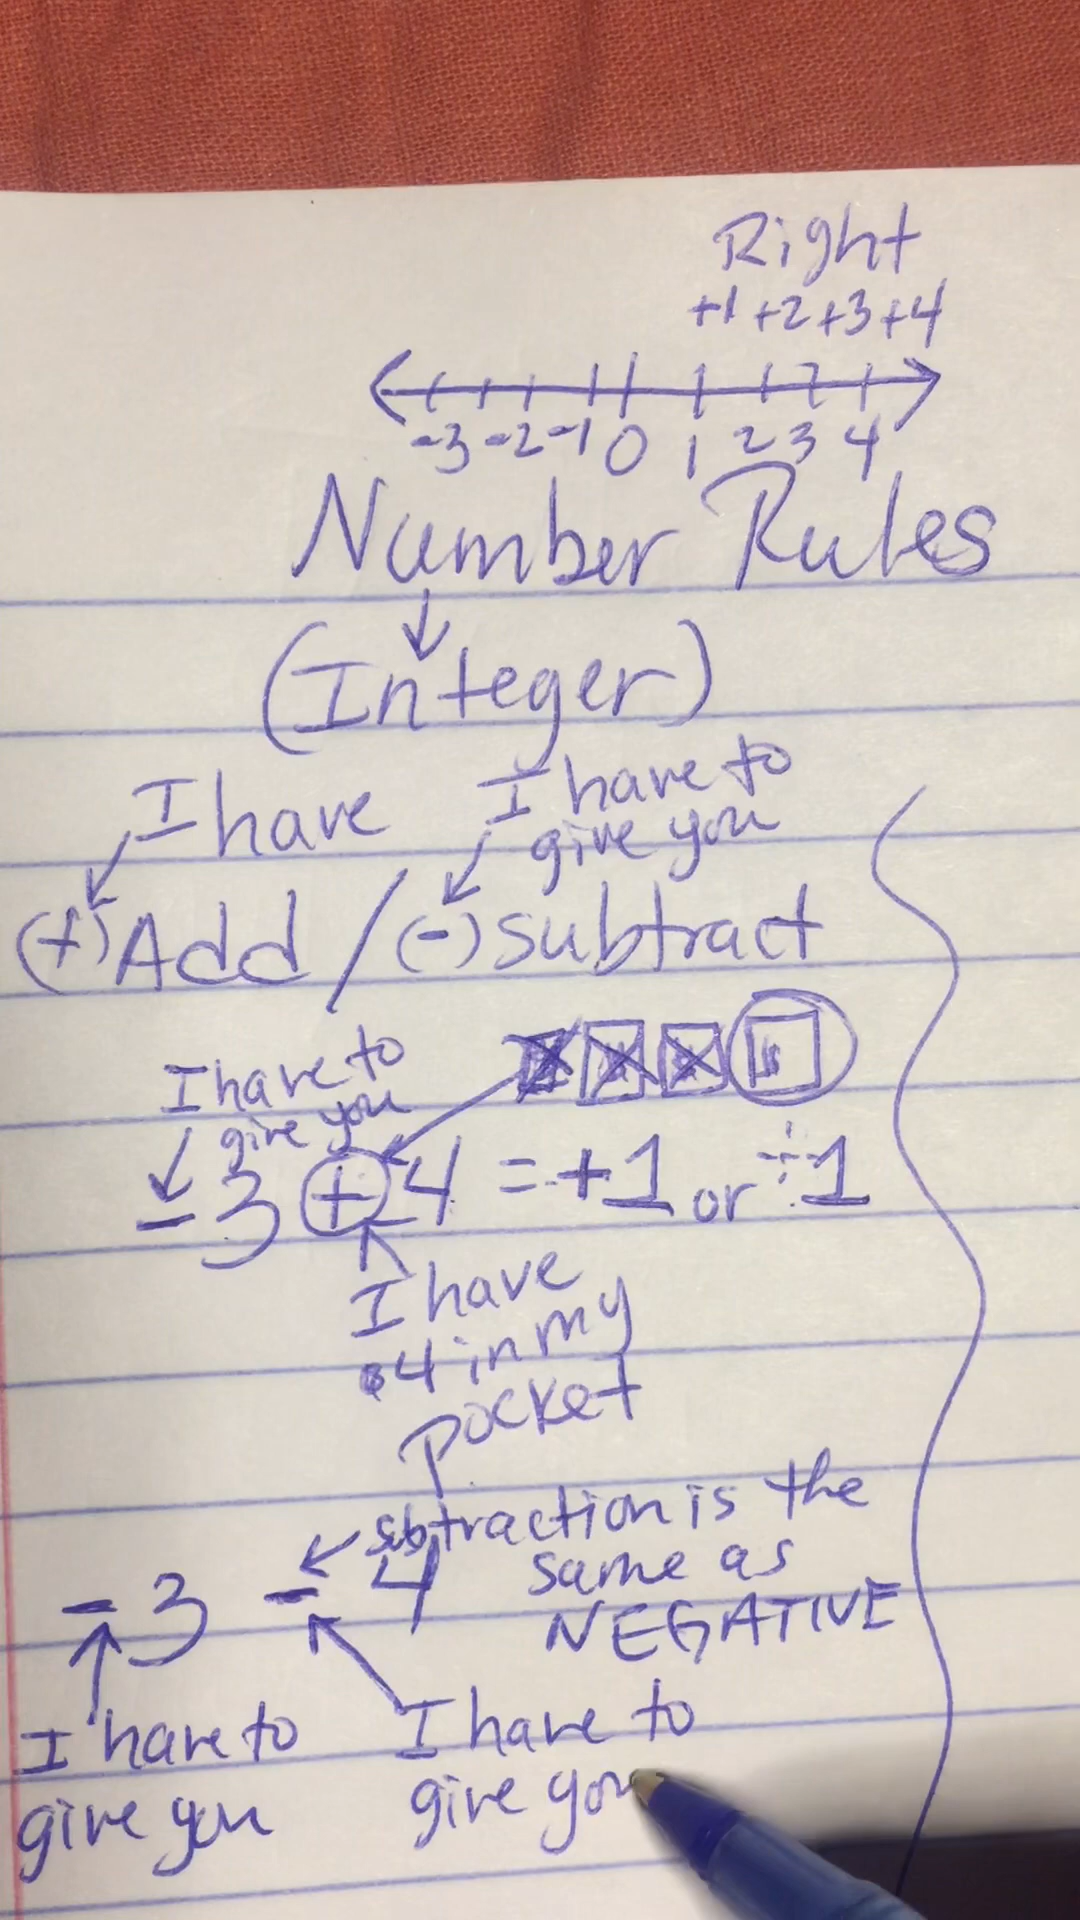 Right
+1 +2 +3 +4
-3 -2 -1 0 1 2 3 4
Number Rules
(Integer)
I have
I have to
give you
(+) Add / (-) Subtract
I have to
give you
-3 + 4 = +1 or +1
I have
$4 in my
pocket
subtraction is the
same as
NEGATIVE
-3 - 4
I have to
give you
I have to
give you